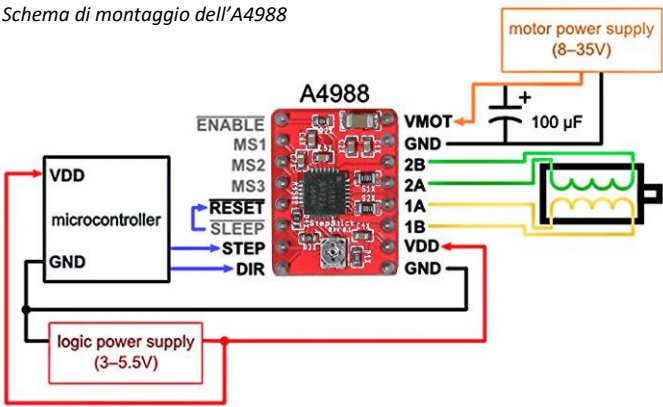 Schema di montaggio dell'A4988
motor power supply
(8–35V)
A4988
+
100 µF
ENABLE
MS1
MS2
MS3
RESET
SLEEP
STEP
DIR
VMOT
GND
2B
2A
1A
1B
VDD
GND
VDD
microcontroller
GND
logic power supply
(3–5.5V)